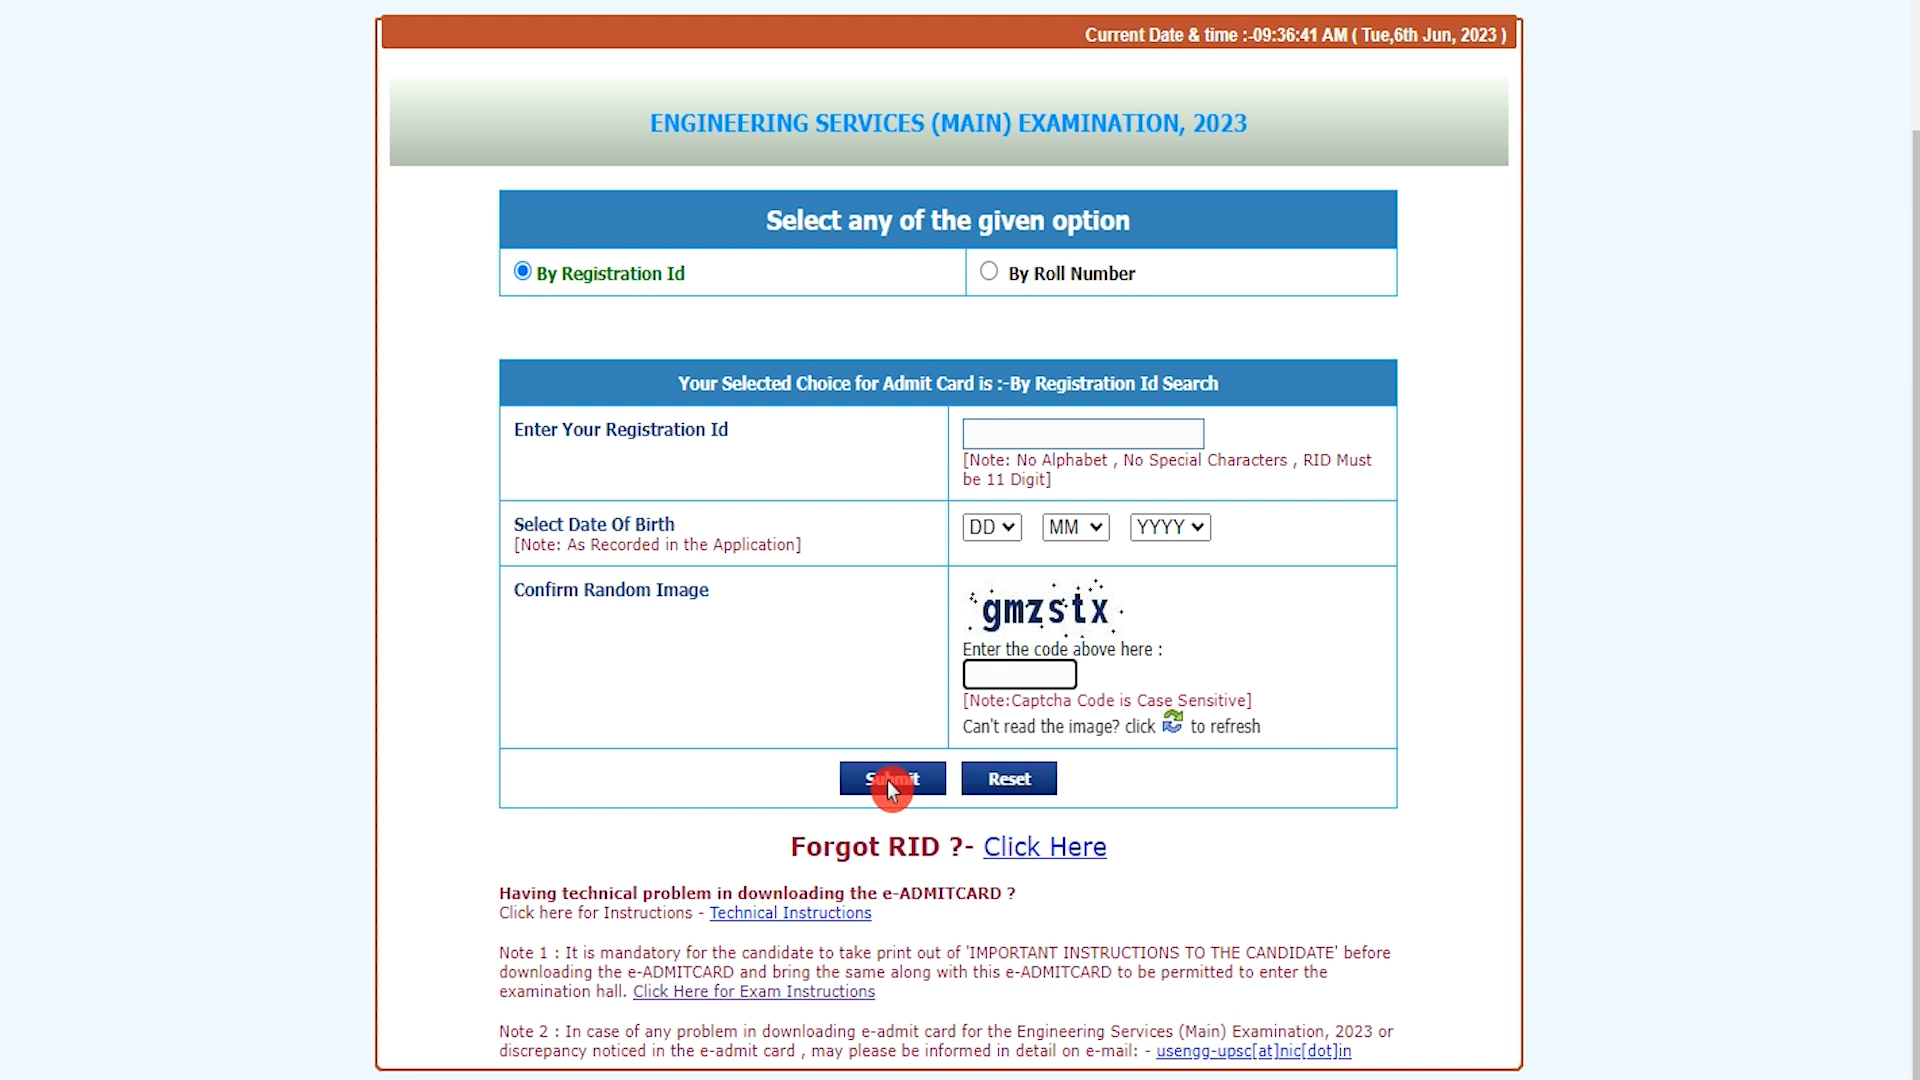 Current Date & time :-09:36:41 AM ( Tue,6th Jun, 2023 )
ENGINEERING SERVICES (MAIN) EXAMINATION, 2023
Select any of the given option
By Registration Id
By Roll Number
Your Selected Choice for Admit Card is :-By Registration Id Search
Enter Your Registration Id
[Note: No Alphabet , No Special Characters , RID Must
be 11 Digit]
Select Date Of Birth
[Note: As Recorded in the Application]
DD MM YYYY
Confirm Random Image
gmzstx
Enter the code above here :
[Note:Captcha Code is Case Sensitive]
Can't read the image? click to refresh
Submit Reset
Forgot RID ?- Click Here
Having technical problem in downloading the e-ADMITCARD ?
Click here for Instructions - Technical Instructions
Note 1 : It is mandatory for the candidate to take print out of 'IMPORTANT INSTRUCTIONS TO THE CANDIDATE' before
downloading the e-ADMITCARD and bring the same along with this e-ADMITCARD to be permitted to enter the
examination hall. Click Here for Exam Instructions
Note 2 : In case of any problem in downloading e-admit card for the Engineering Services (Main) Examination, 2023 or
discrepancy noticed in the e-admit card , may please be informed in detail on e-mail: - usengg-upsc[at]nic[dot]in